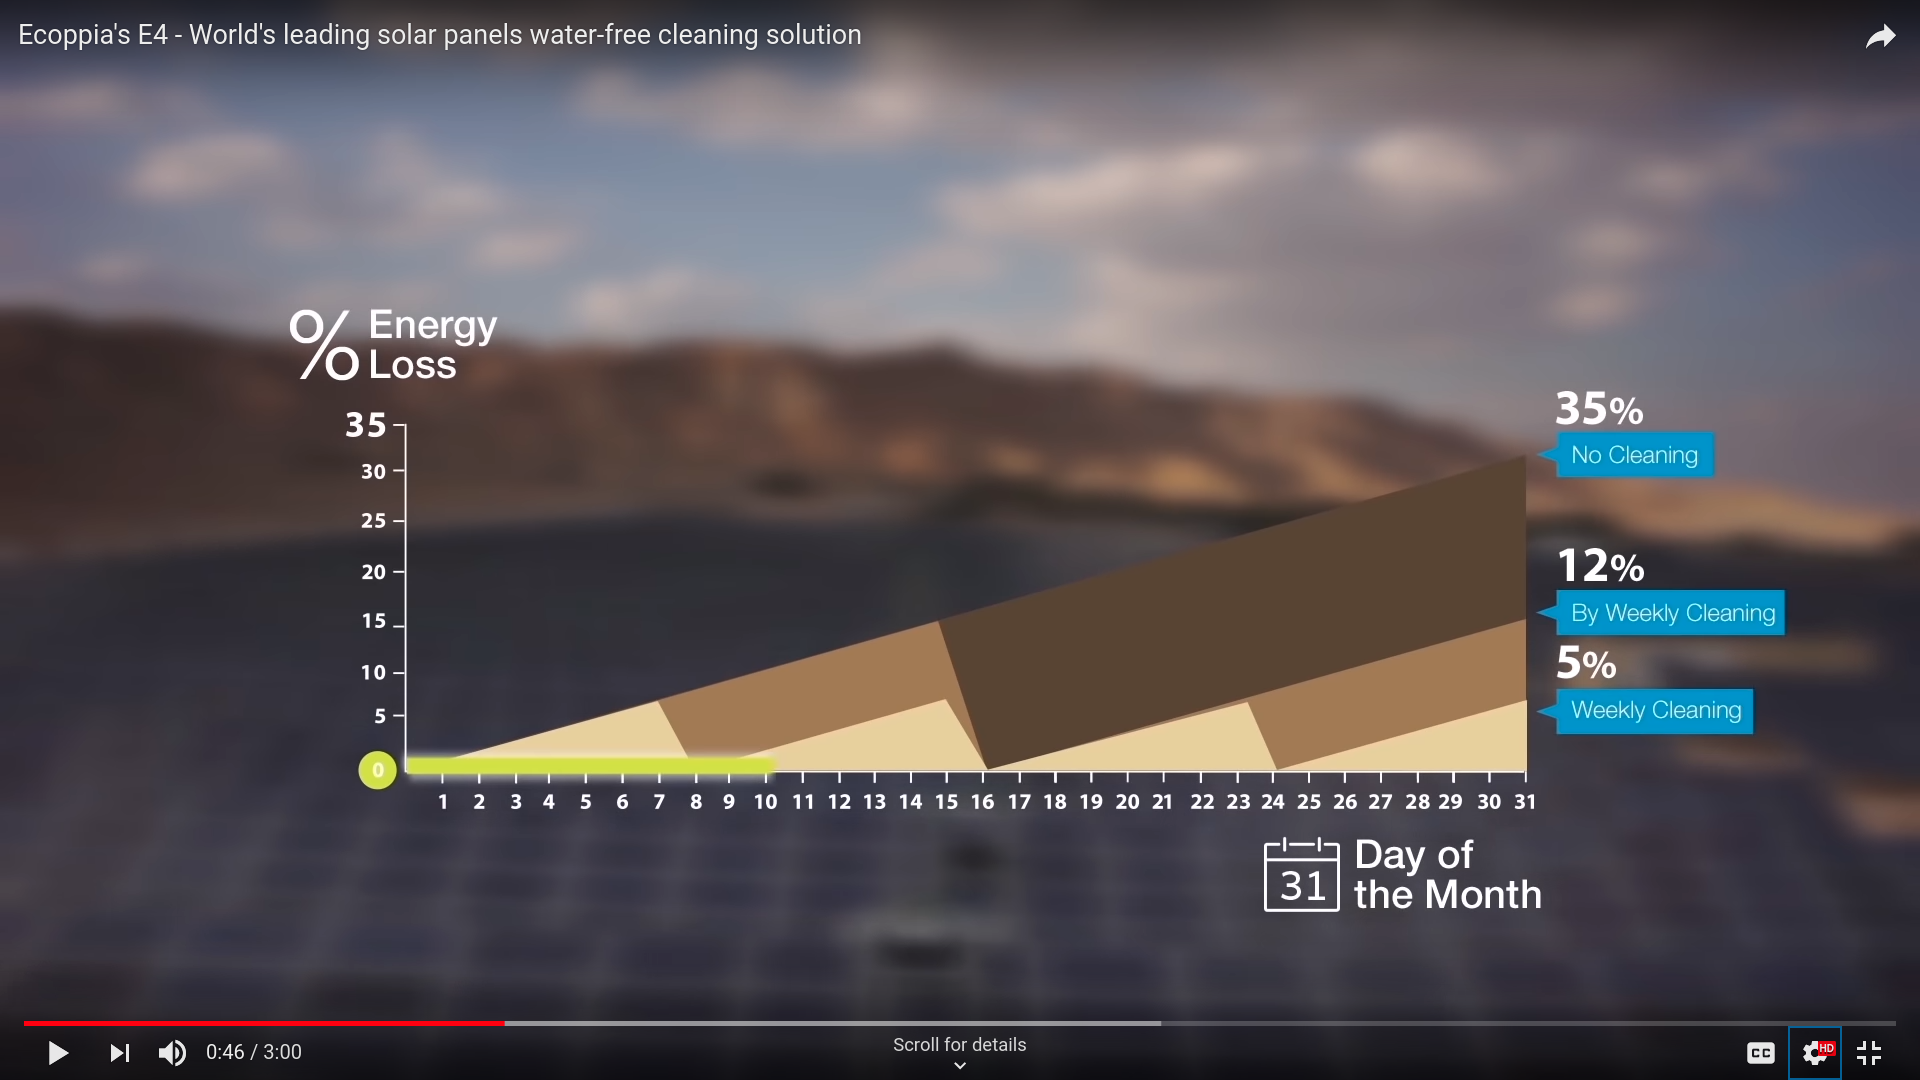 Ecoppia's E4 - World's leading solar panels water-free cleaning solution
% Energy
Loss
35
30
25
20
15
10
5
0
35%
No Cleaning
12%
By Weekly Cleaning
5%
Weekly Cleaning
1 2 3 4 5 6 7 8 9 10 11 12 13 14 15 16 17 18 19 20 21 22 23 24 25 26 27 28 29 30 31
31
Day of
the Month
0:46 / 3:00
Scroll for details
CC
HD